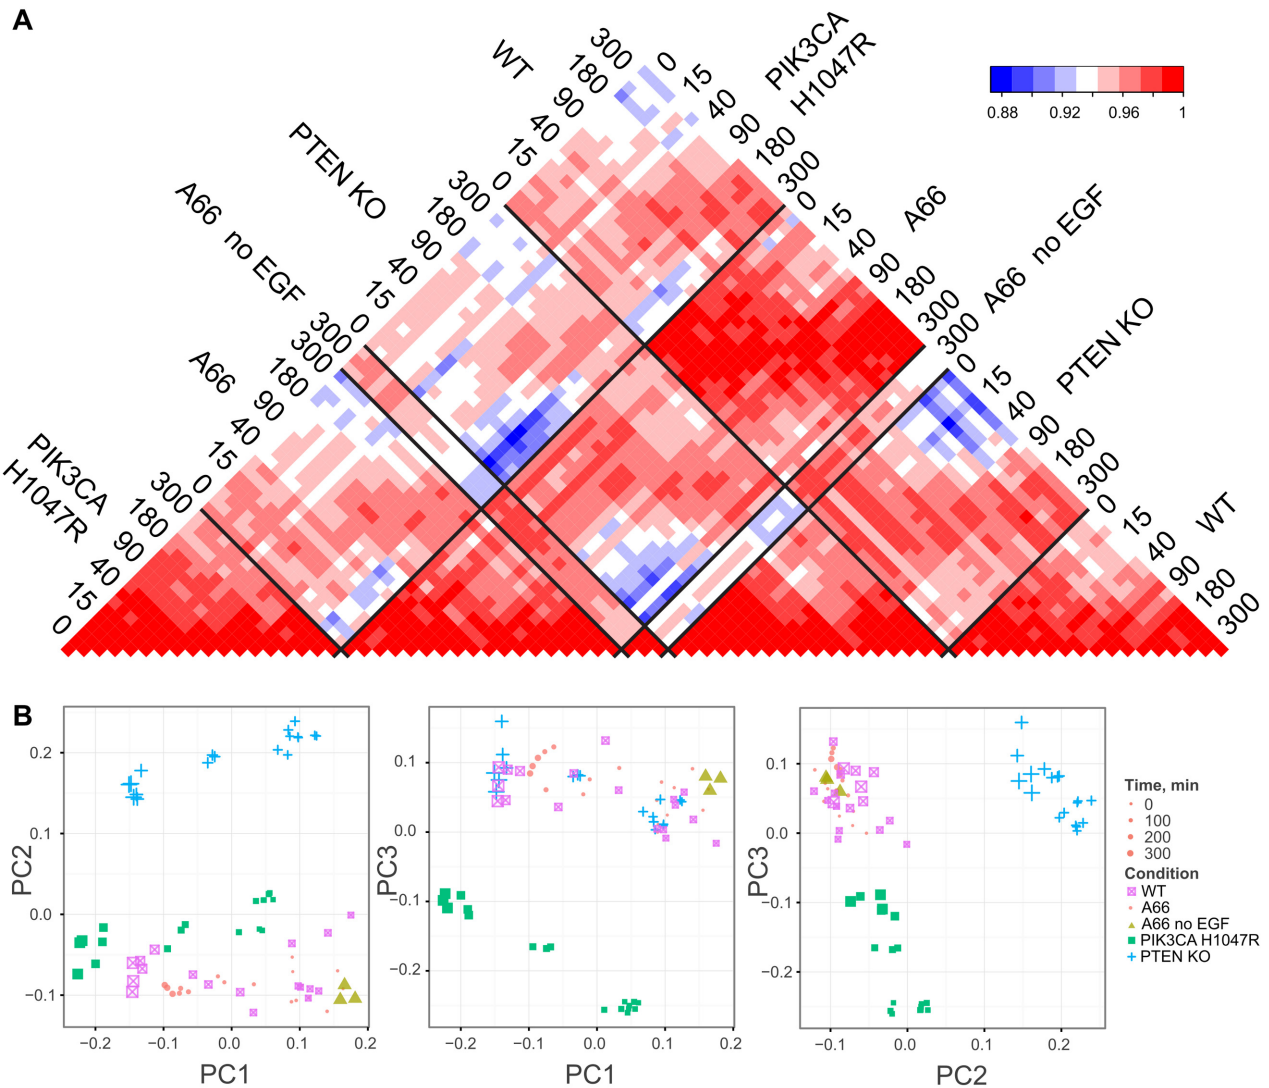 A
WT
300
180
90
40
15
0
PTEN KO
300
180
90
40
15
0
A66 no EGF
300
A66
300
180
90
40
15
0
PIK3CA
H1047R
300
180
90
40
15
0
0
15
40
90
180
300
PIK3CA
H1047R
0
15
40
90
180
300
A66
300
A66 no EGF
0
15
40
90
180
300
PTEN KO
0
15
40
90
180
300
WT
0.88 0.92 0.96 1
B
PC2
0.2
0.1
0.0
−0.1
−0.2 −0.1 0.0 0.1 0.2
PC1
PC3
0.1
0.0
−0.1
−0.2
−0.2 −0.1 0.0 0.1 0.2
PC1
PC3
0.1
0.0
−0.1
−0.2
−0.1 0.0 0.1 0.2
PC2
Time, min
0
100
200
300
Condition
WT
A66
A66 no EGF
PIK3CA H1047R
PTEN KO